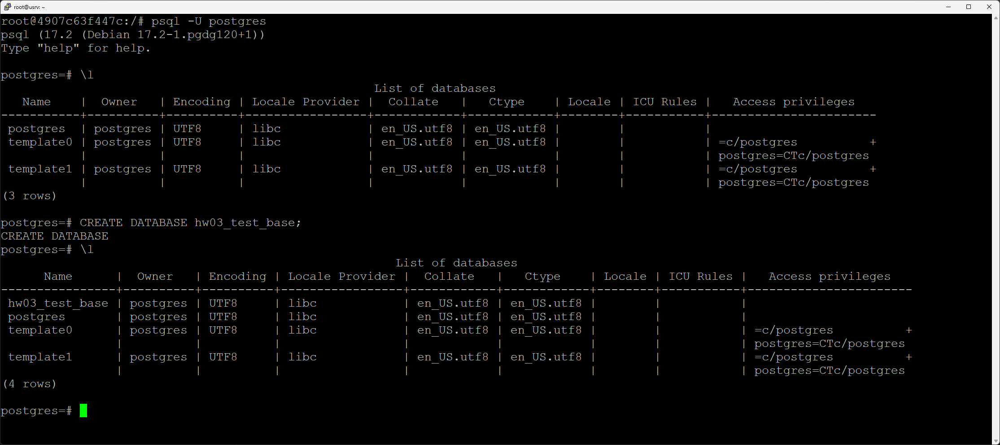 root@usrv: ~
root@4907c63f447c:/# psql -U postgres
psql (17.2 (Debian 17.2-1.pgdg120+1))
Type "help" for help.

postgres=# \l
                                                    List of databases
   Name    |  Owner   | Encoding | Locale Provider |  Collate   |   Ctype    | Locale | ICU Rules |   Access privileges
-----------+----------+----------+-----------------+------------+------------+--------+-----------+-----------------------
 postgres  | postgres | UTF8     | libc            | en_US.utf8 | en_US.utf8 |        |           |
 template0 | postgres | UTF8     | libc            | en_US.utf8 | en_US.utf8 |        |           | =c/postgres          +
           |          |          |                 |            |            |        |           | postgres=CTc/postgres
 template1 | postgres | UTF8     | libc            | en_US.utf8 | en_US.utf8 |        |           | =c/postgres          +
           |          |          |                 |            |            |        |           | postgres=CTc/postgres
(3 rows)

postgres=# CREATE DATABASE hw03_test_base;
CREATE DATABASE
postgres=# \l
                                                       List of databases
      Name      |  Owner   | Encoding | Locale Provider |  Collate   |   Ctype    | Locale | ICU Rules |   Access privileges
----------------+----------+----------+-----------------+------------+------------+--------+-----------+-----------------------
 hw03_test_base | postgres | UTF8     | libc            | en_US.utf8 | en_US.utf8 |        |           |
 postgres       | postgres | UTF8     | libc            | en_US.utf8 | en_US.utf8 |        |           |
 template0      | postgres | UTF8     | libc            | en_US.utf8 | en_US.utf8 |        |           | =c/postgres          +
                |          |          |                 |            |            |        |           | postgres=CTc/postgres
 template1      | postgres | UTF8     | libc            | en_US.utf8 | en_US.utf8 |        |           | =c/postgres          +
                |          |          |                 |            |            |        |           | postgres=CTc/postgres
(4 rows)

postgres=#